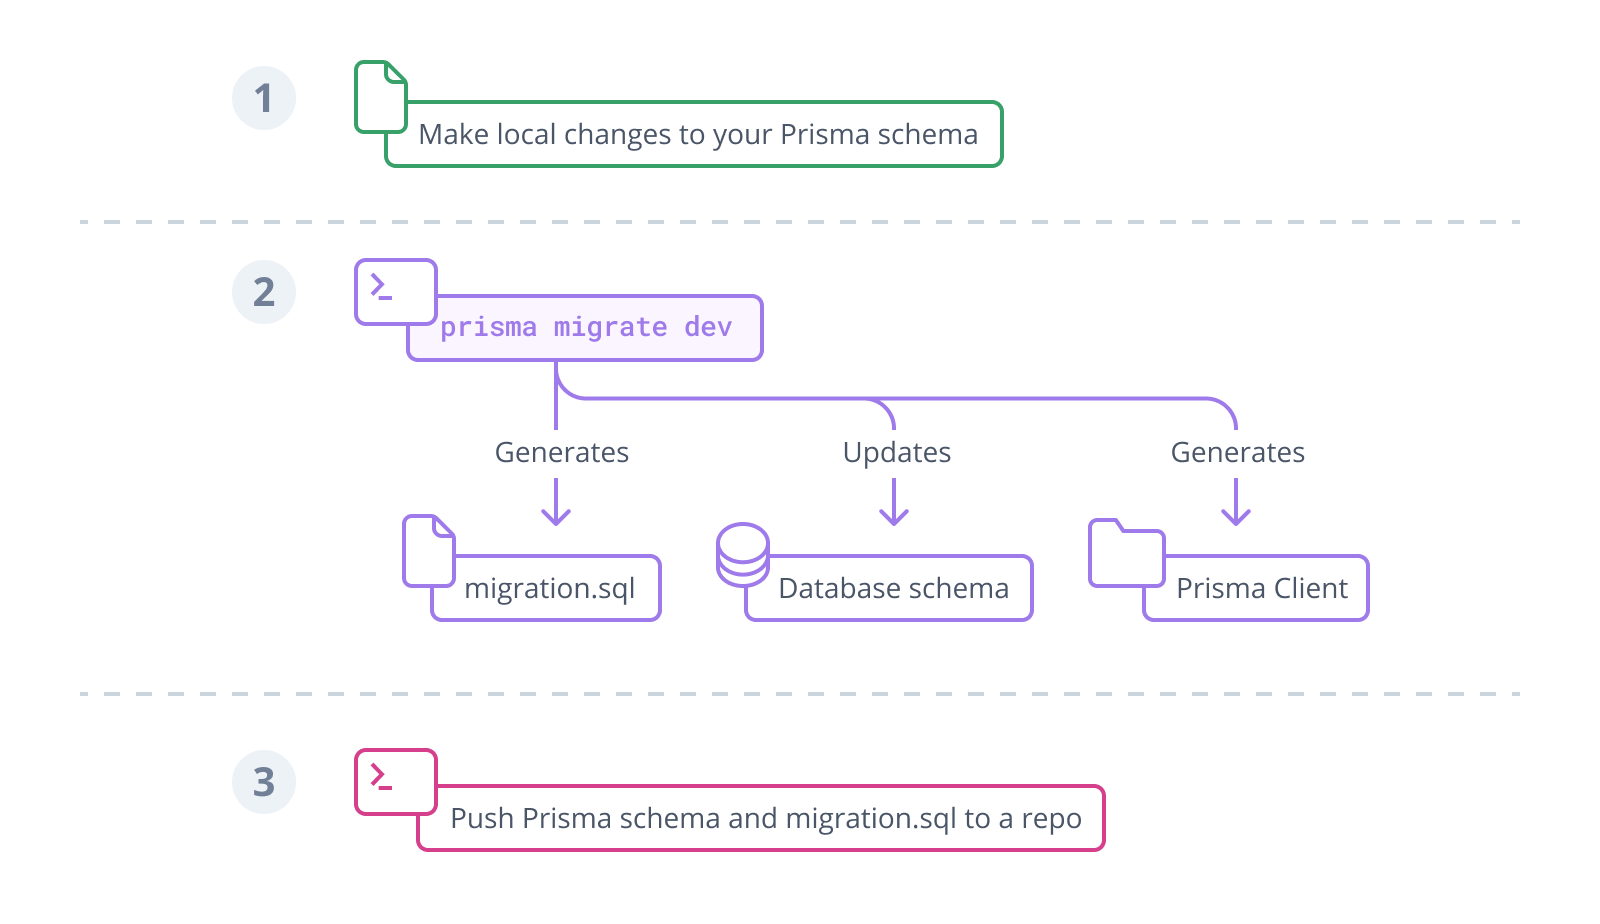 1
Make local changes to your Prisma schema
2
>_
prisma migrate dev
Generates
Updates
Generates
migration.sql
Database schema
Prisma Client
3
>_
Push Prisma schema and migration.sql to a repo